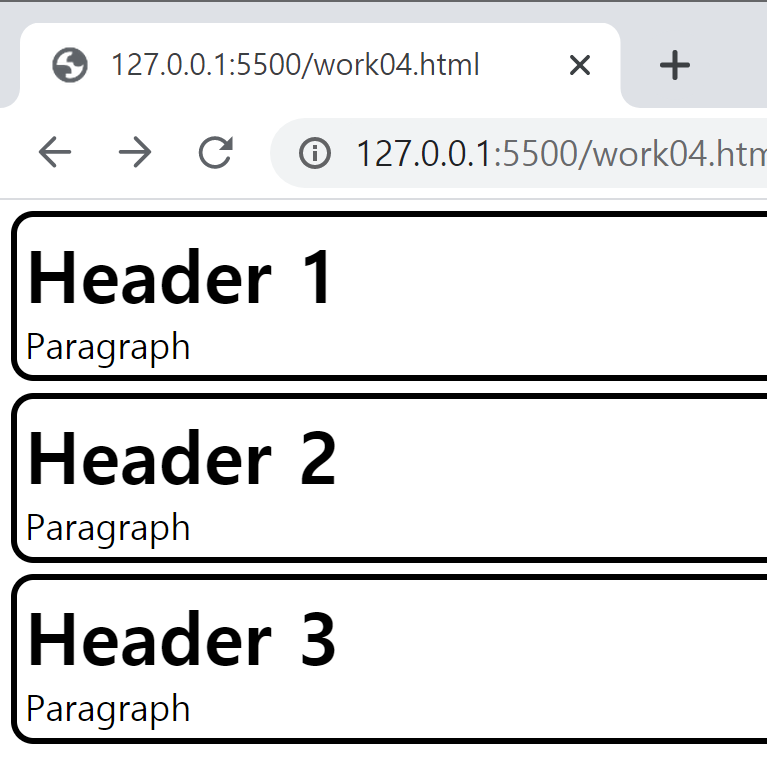 127.0.0.1:5500/work04.html
127.0.0.1:5500/work04.htm
Header 1
Paragraph
Header 2
Paragraph
Header 3
Paragraph